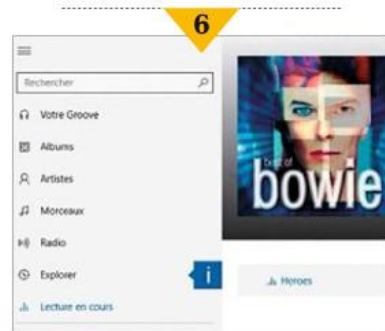 6
Rechercher
Votre Groove
Albums
Artistes
Morceaux
Radio
Explorer
i
Lecture en cours
best of
bowie
Heroes